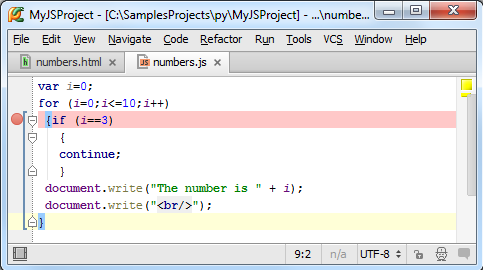 MyJSProject - [C:\SamplesProjects\py\MyJSProject] - ...\numbe...
File Edit View Navigate Code Refactor Run Tools VCS Window Help
numbers.html numbers.js
var i=0;
for (i=0;i<=10;i++)
{if (i==3)
{
continue;
}
document.write("The number is " + i);
document.write("<br/>");
}
9:2 n/a UTF-8